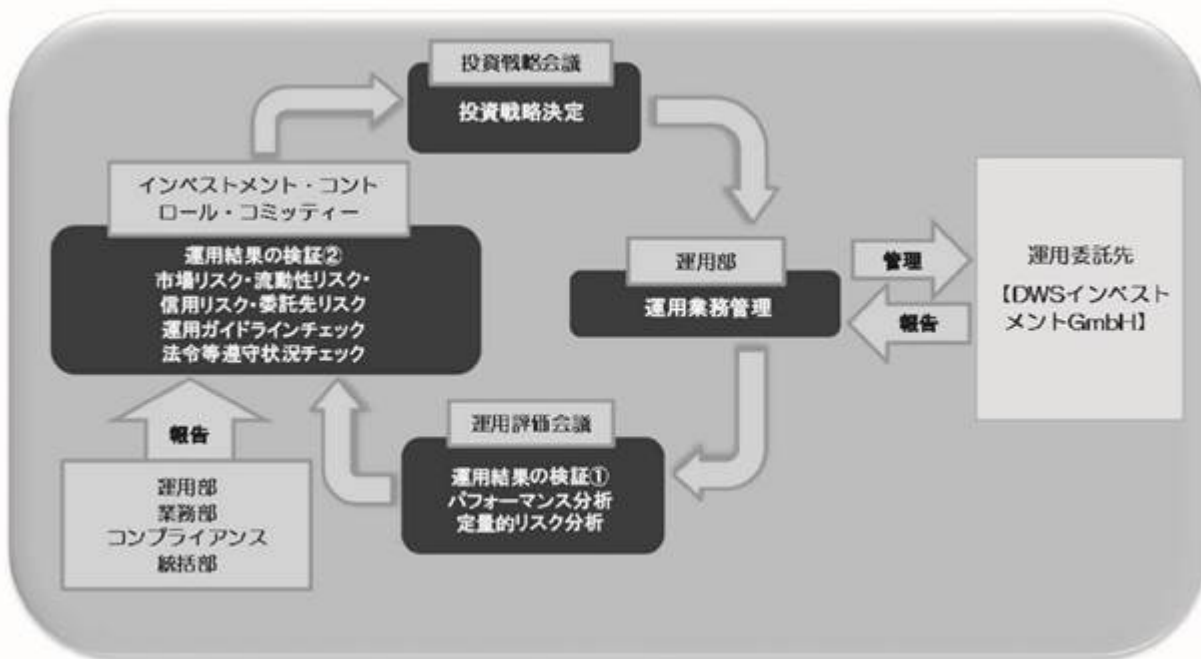 投資戦略会議
投資戦略決定
インベストメント・コント
ロール・コミッティー
運用結果の検証②
市場リスク・流動性リスク・
信用リスク・委託先リスク
運用ガイドラインチェック
法令等遵守状況チェック
運用部
運用業務管理
管理
報告
運用委託先
【DWSインベスト
メントGmbH】
運用評価会議
運用結果の検証①
パフォーマンス分析
定量的リスク分析
報告
運用部
業務部
コンプライアンス
統括部